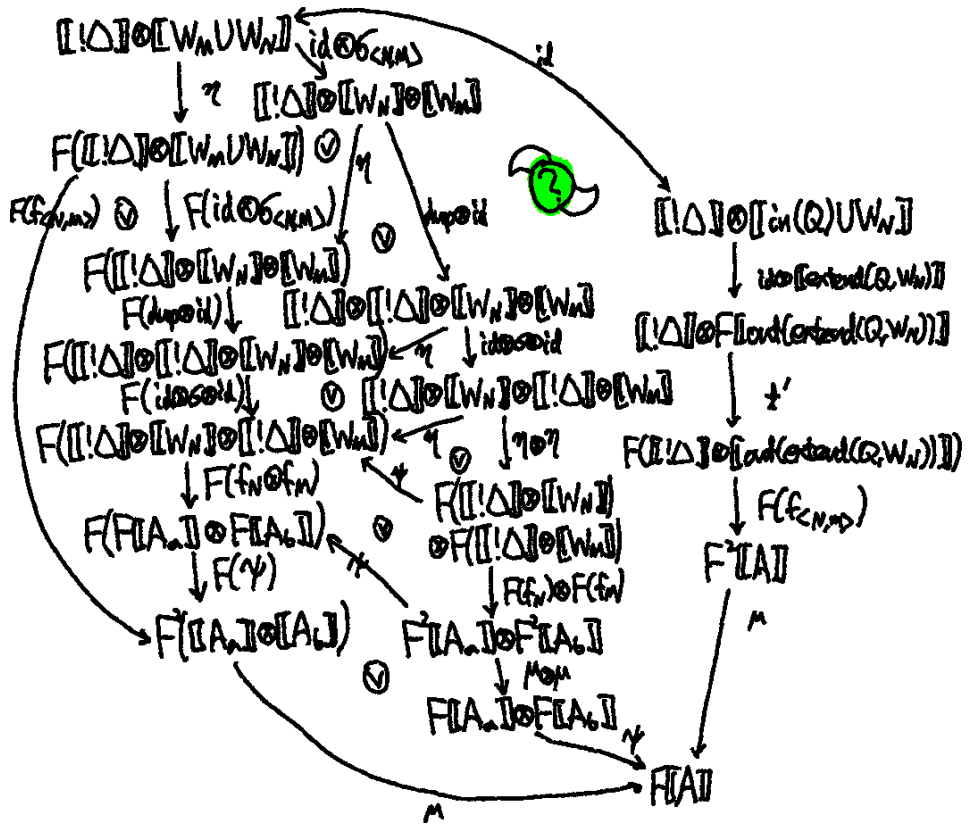 ⟦!Δ⟧⊗⟦W_M∪W_N⟧ id⊗σ_<N,M> id
η ⟦!Δ⟧⊗⟦W_N⟧⊗⟦W_M⟧
F(⟦!Δ⟧⊗⟦W_M∪W_N⟧) ✓ η ?
F(f_<N,M>) ✓ F(id⊗σ_<N,M>) ✓ dup⊗id ⟦!Δ⟧⊗⟦in(Q)∪W_N⟧
F(⟦!Δ⟧⊗⟦W_N⟧⊗⟦W_M⟧) id⊗⟦extend(Q,W_N)⟧
F(dup⊗id) ⟦!Δ⟧⊗⟦!Δ⟧⊗⟦W_N⟧⊗⟦W_M⟧ ⟦!Δ⟧⊗F⟦out(extend(Q,W_N))⟧
F(⟦!Δ⟧⊗⟦!Δ⟧⊗⟦W_N⟧⊗⟦W_M⟧) η id⊗σ⊗id
F(id⊗σ⊗id) ✓ ⟦!Δ⟧⊗⟦W_N⟧⊗⟦!Δ⟧⊗⟦W_M⟧ t'
F(⟦!Δ⟧⊗⟦W_N⟧⊗⟦!Δ⟧⊗⟦W_M⟧) η ✓ η⊗η F(⟦!Δ⟧⊗⟦out(extend(Q,W_N))⟧)
F(f_N⊗f_M) ψ F(⟦!Δ⟧⊗⟦W_N⟧) F(f_<N,M>)
F(F⟦A_a⟧⊗F⟦A_b⟧) ✓ ⊗F(⟦!Δ⟧⊗⟦W_M⟧)
F(ψ) ψ F(f_N)⊗F(f_M) F²⟦A⟧
F²(⟦A_a⟧⊗⟦A_b⟧) F²⟦A_a⟧⊗F²⟦A_b⟧ μ
✓ μ⊗μ
F⟦A_a⟧⊗F⟦A_b⟧ ψ
μ F⟦A⟧